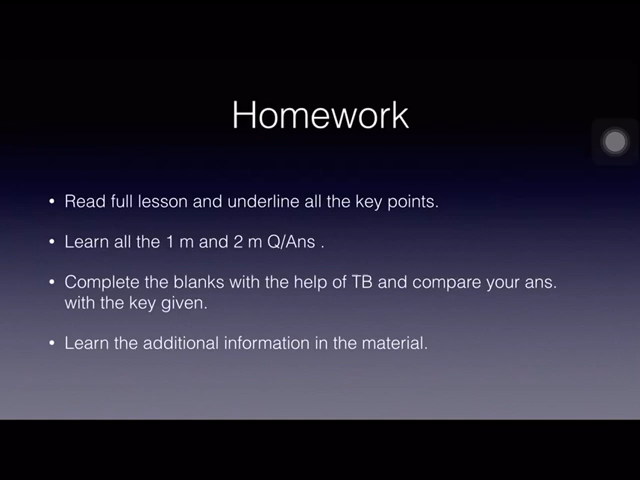 Homework
• Read full lesson and underline all the key points.
• Learn all the 1 m and 2 m Q/Ans .
• Complete the blanks with the help of TB and compare your ans.
with the key given.
• Learn the additional information in the material.